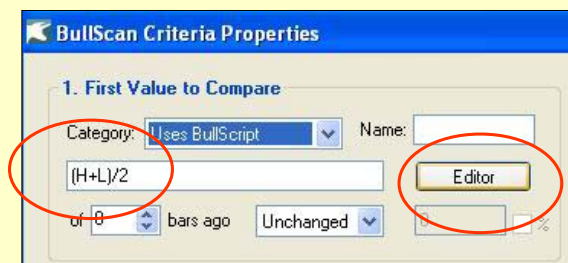 BullScan Criteria Properties
1. First Value to Compare
Category: Uses BullScript Name:
(H+L)/2 Editor
of 0 bars ago Unchanged 0 %